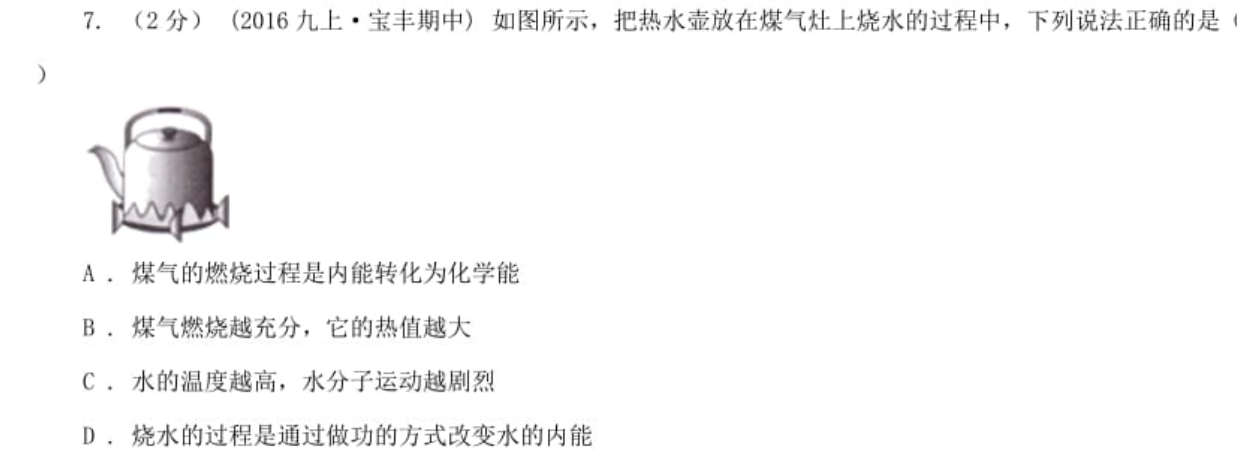 7. （2 分） (2016 九上·宝丰期中) 如图所示，把热水壶放在煤气灶上烧水的过程中，下列说法正确的是（
）
A . 煤气的燃烧过程是内能转化为化学能
B . 煤气燃烧越充分，它的热值越大
C . 水的温度越高，水分子运动越剧烈
D . 烧水的过程是通过做功的方式改变水的内能